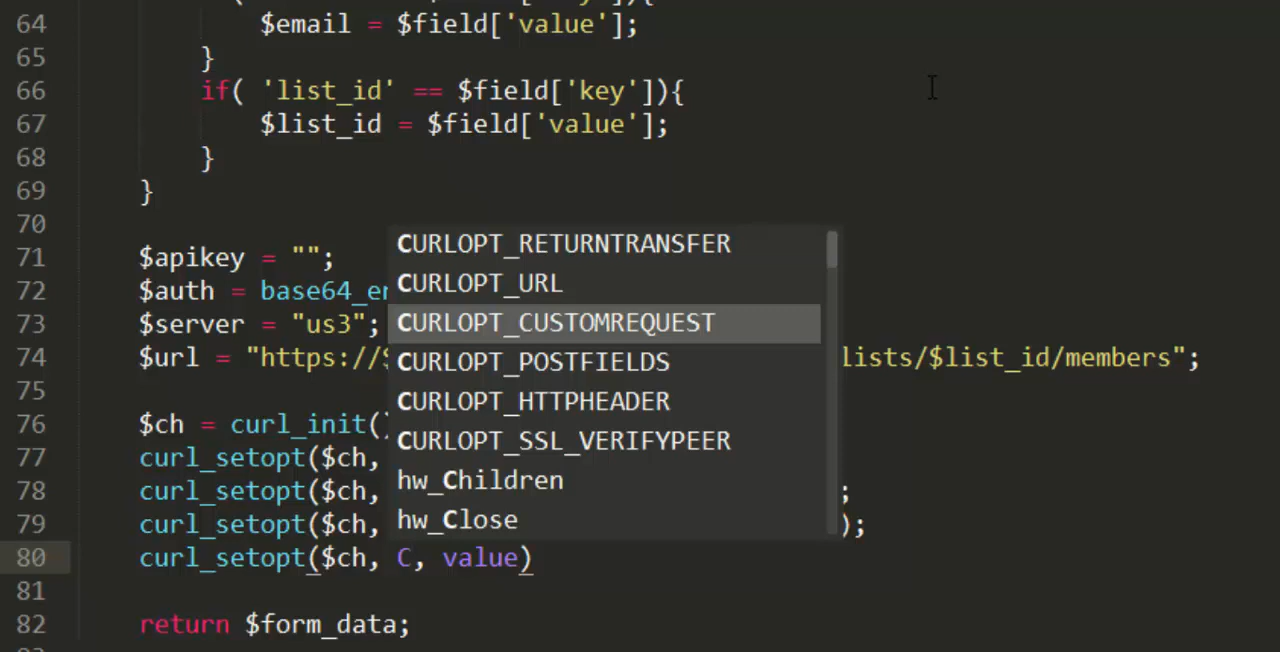 64 $email = $field['value'];
65 }
66 if( 'list_id' == $field['key']){
67 $list_id = $field['value'];
68 }
69 }
70
71 $apikey = "";
72 $auth = base64_en
73 $server = "us3";
74 $url = "https://$ lists/$list_id/members";
75
76 $ch = curl_init()
77 curl_setopt($ch,
78 curl_setopt($ch, ;
79 curl_setopt($ch, );
80 curl_setopt($ch, C, value)
81
82 return $form_data;
CURLOPT_RETURNTRANSFER
CURLOPT_URL
CURLOPT_CUSTOMREQUEST
CURLOPT_POSTFIELDS
CURLOPT_HTTPHEADER
CURLOPT_SSL_VERIFYPEER
hw_Children
hw_Close